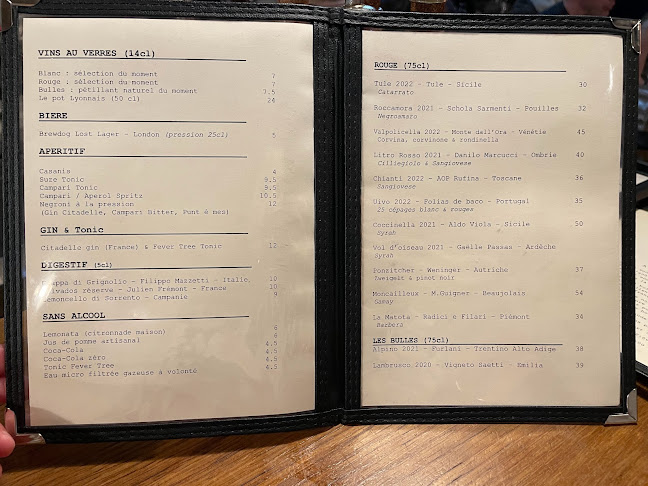 VINS AU VERRES (14cl)
Blanc : sélection du moment 7
Rouge : sélection du moment 7
Bulles : pétillant naturel du moment 7.5
Le pot Lyonnais (50 cl) 24
BIERE
Brewdog Lost Lager - London (pression 25cl) 5
APERITIF
Casanis 4
Suze Tonic 9.5
Campari Tonic 9.5
Campari / Aperol Spritz 10.5
Negroni à la pression 12
(Gin Citadelle, Campari Bitter, Punt è mes)
GIN & Tonic
Citadelle gin (France) & Fever Tree Tonic 12
DIGESTIF (5cl)
Grappa di Grignolio - Filippo Mazzetti - Italie 10
vados réserve - Julien Frémont - France 10
Lemoncello di Sorrento - Campanie 9
SANS ALCOOL
Lemonata (citronnade maison) 6
Jus de pomme artisanal 6
Coca-Cola 4.5
Coca-Cola zéro 4.5
Tonic Fever Tree 4.5
Eau micro filtrée gazeuse à volonté 4.5
ROUGE (75cl)
Tule 2022 - Tule - Sicile 30
Catarrato
Roccamora 2021 - Schola Sarmenti - Pouilles 32
Negroamaro
Valpolicella 2022 - Monte dall'Ora - Vénétie 45
Corvina, corvinone & rondinella
Litro Rosso 2021 - Danilo Marcucci - Ombrie 40
Cilliegiolo & Sangiovese
Chianti 2022 - AOP Rufina - Toscane 36
Sangiovese
Uivo 2022 - Folias de baco - Portugal 35
25 cépages blanc & rouges
Coccinella 2021 - Aldo Viola - Sicile 50
Syrah
Vol d'oiseau 2021 - Gaëlle Passas - Ardèche
Syrah
Ponzitcher - Weninger - Autriche 37
Zweigelt & pinot noir
Moncailleux - M.Guigner - Beaujolais 54
Gamay
La Matota - Radici e Filari - Piémont 34
Barbera
LES BULLES (75cl)
Alpino 2021 - Furlani - Trentino Alto Adige 38
Lambrusco 2020 - Vigneto Saetti - Emilia 39